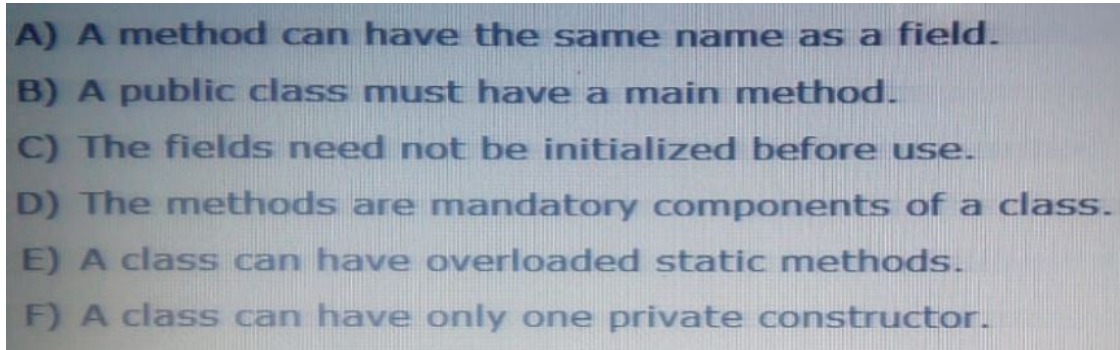 A) A method can have the same name as a field.
B) A public class must have a main method.
C) The fields need not be initialized before use.
D) The methods are mandatory components of a class.
E) A class can have overloaded static methods.
F) A class can have only one private constructor.